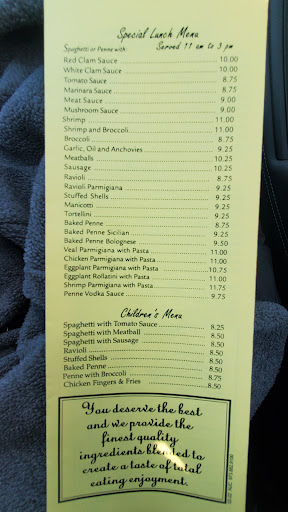 Special Lunch Menu
Spaghetti or Penne with: Served 11 am to 3 pm
Red Clam Sauce 10.00
White Clam Sauce 10.00
Tomato Sauce 8.75
Marinara Sauce 8.75
Meat Sauce 9.00
Mushroom Sauce 9.00
Shrimp 11.00
Shrimp and Broccoli 11.00
Broccoli 8.75
Garlic, Oil and Anchovies 9.25
Meatballs 10.25
Sausage 10.25
Ravioli 8.75
Ravioli Parmigiana 9.25
Stuffed Shells 9.25
Manicotti 9.25
Tortellini 9.25
Baked Penne 8.75
Baked Penne Sicilian 9.25
Baked Penne Bolognese 9.50
Veal Parmigiana with Pasta 11.00
Chicken Parmigiana with Pasta 11.00
Eggplant Parmigiana with Pasta 10.75
Eggplant Rollatini with Pasta 11.00
Shrimp Parmigiana with Pasta 11.75
Penne Vodka Sauce 9.75
Children's Menu
Spaghetti with Tomato Sauce 8.25
Spaghetti with Meatball 8.50
Spaghetti with Sausage 8.50
Ravioli 8.50
Stuffed Shells 8.50
Baked Penne 8.50
Penne with Broccoli 8.75
Chicken Fingers & Fries 8.50
You deserve the best
and we provide the
finest quality
ingredients blended to
create a taste of total
eating enjoyment.